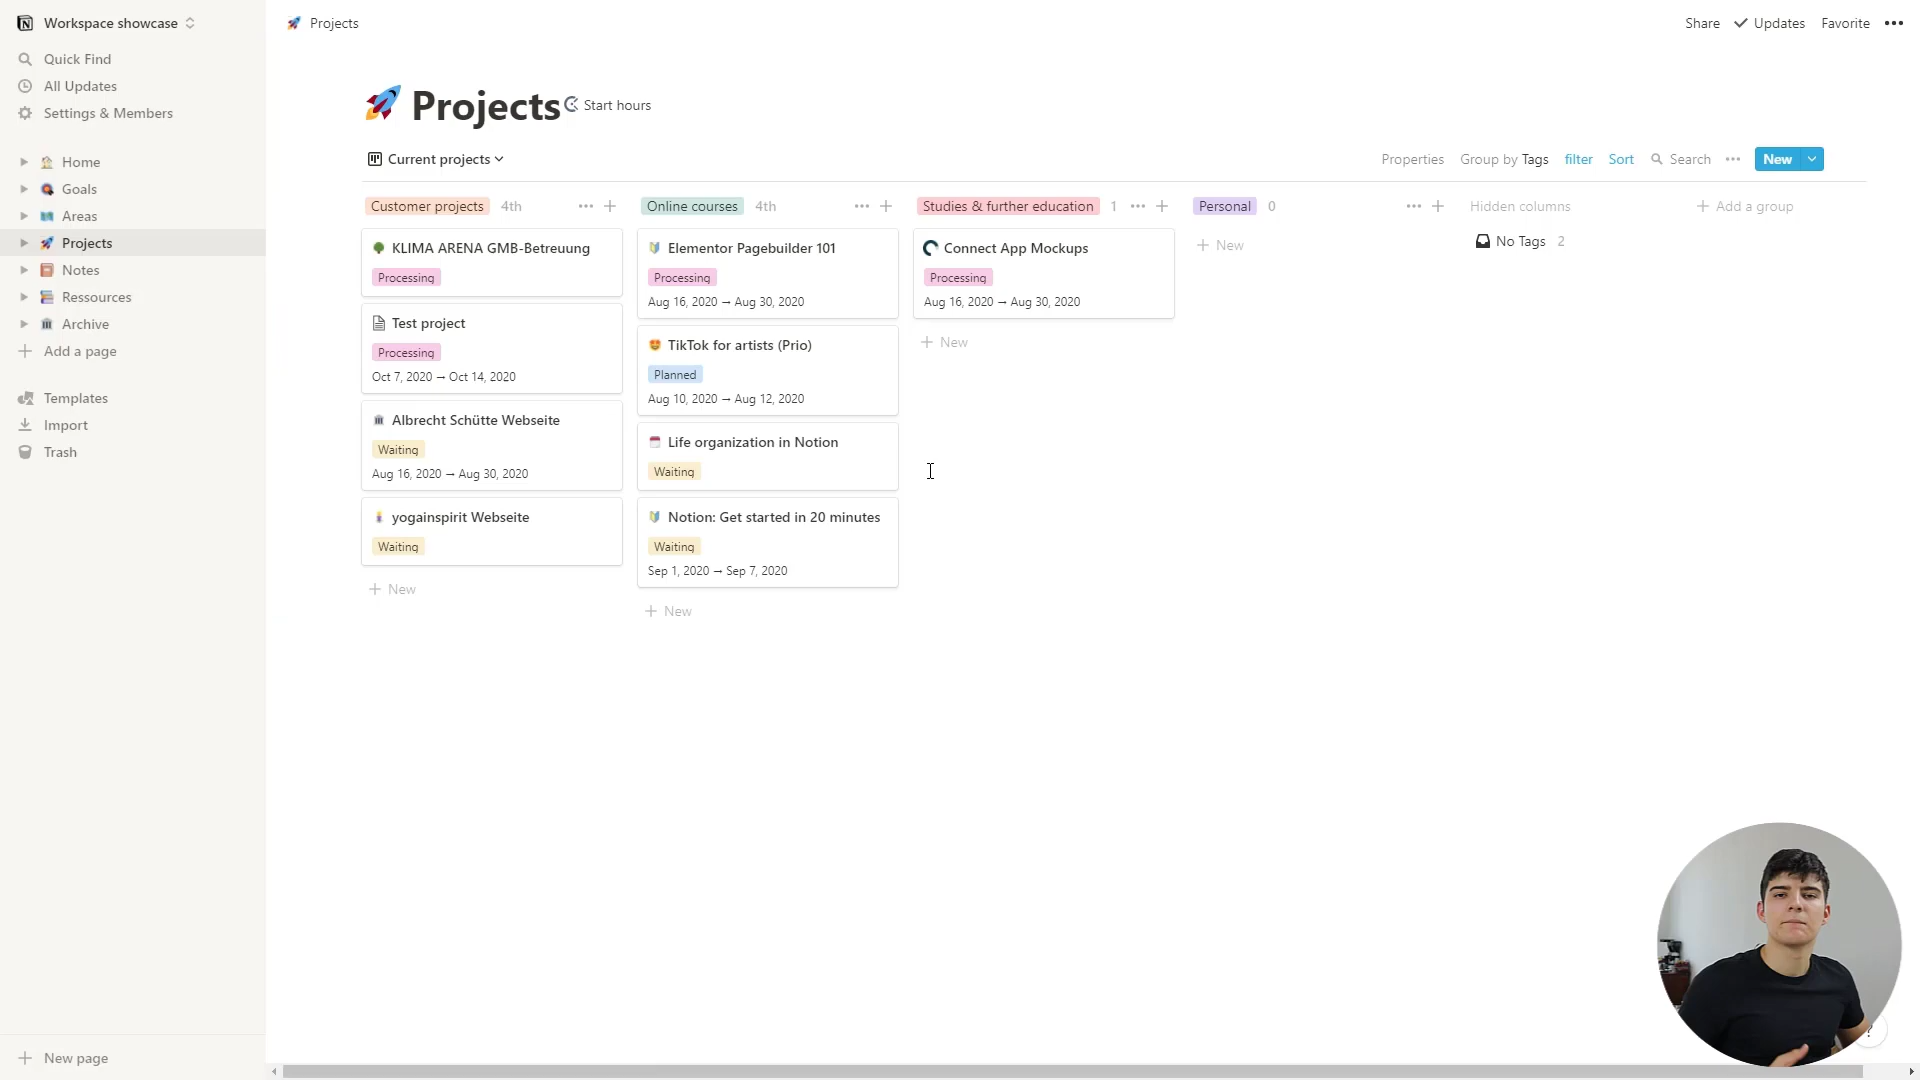 Workspace showcase
Quick Find
All Updates
Settings & Members
Home
Goals
Areas
Projects
Notes
Ressources
Archive
Add a page
Templates
Import
Trash
New page
Projects
Share
Updates
Favorite
Projects
Start hours
Current projects
Properties
Group by Tags
filter
Sort
Search
New
Customer projects 4th
KLIMA ARENA GMB-Betreuung
Processing
Test project
Processing
Oct 7, 2020 → Oct 14, 2020
Albrecht Schütte Webseite
Waiting
Aug 16, 2020 → Aug 30, 2020
yogainspirit Webseite
Waiting
New
Online courses 4th
Elementor Pagebuilder 101
Processing
Aug 16, 2020 → Aug 30, 2020
TikTok for artists (Prio)
Planned
Aug 10, 2020 → Aug 12, 2020
Life organization in Notion
Waiting
Notion: Get started in 20 minutes
Waiting
Sep 1, 2020 → Sep 7, 2020
New
Studies & further education 1
Connect App Mockups
Processing
Aug 16, 2020 → Aug 30, 2020
New
Personal 0
New
Hidden columns
No Tags 2
Add a group
?